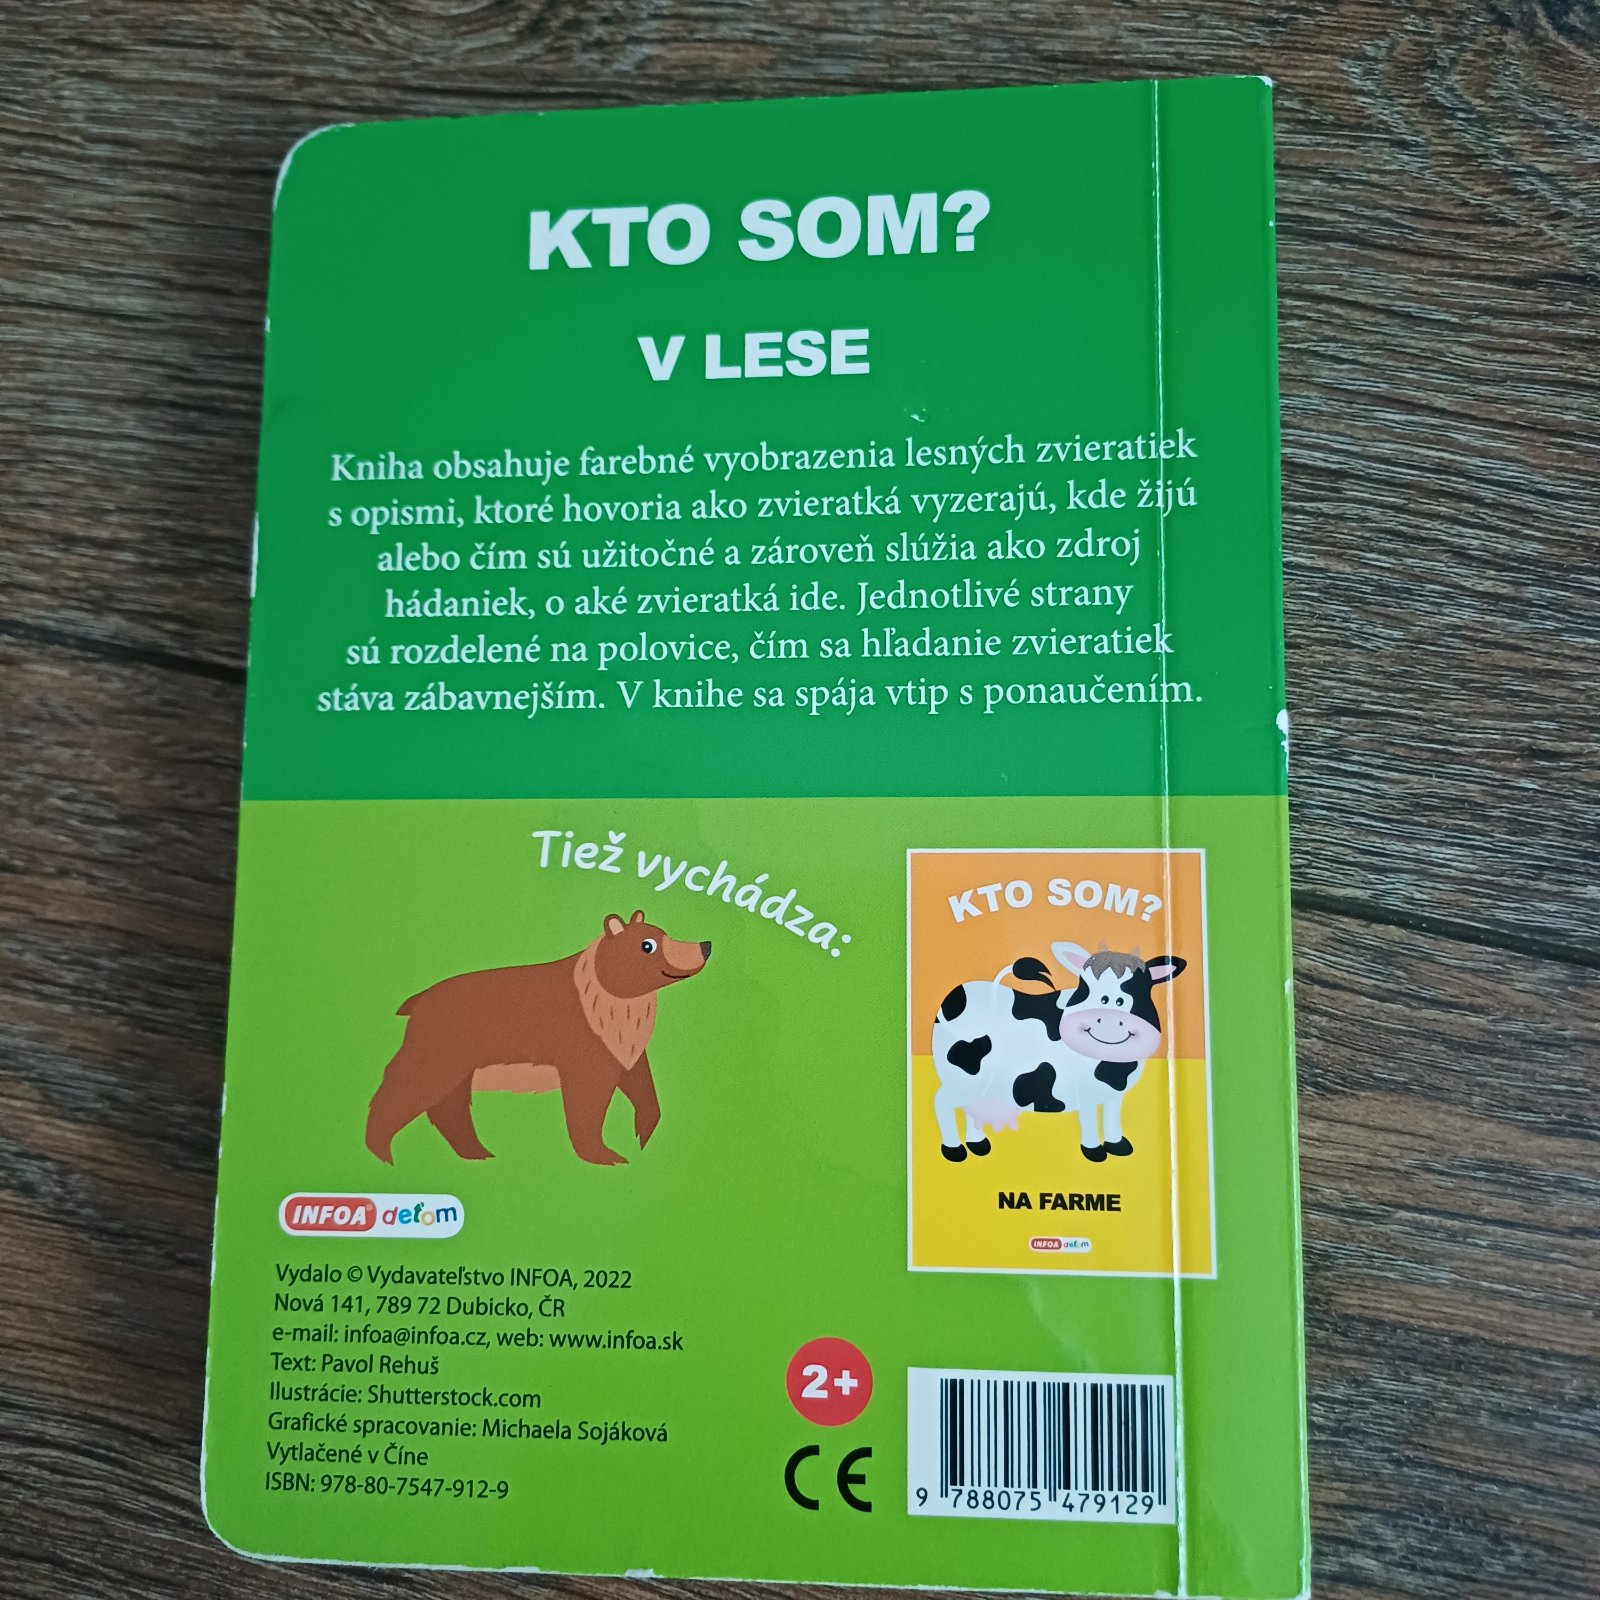 KTO SOM?
V LESE
Kniha obsahuje farebné vyobrazenia lesných zvieratiek
s opismi, ktoré hovoria ako zvieratká vyzerajú, kde žijú
alebo čím sú užitočné a zároveň slúžia ako zdroj
hádaniek, o aké zvieratká ide. Jednotlivé strany
sú rozdelené na polovice, čím sa hľadanie zvieratiek
stáva zábavnejším. V knihe sa spája vtip s ponaučením.
Tiež vychádza:
KTO SOM?
NA FARME
INFOA deťom
INFOA® deťom
Vydalo © Vydavateľstvo INFOA, 2022
Nová 141, 789 72 Dubicko, ČR
e-mail: infoa@infoa.cz, web: www.infoa.sk
Text: Pavol Rehuš
Ilustrácie: Shutterstock.com
Grafické spracovanie: Michaela Sojáková
Vytlačené v Číne
ISBN: 978-80-7547-912-9
2+
CE
9 788075 479129